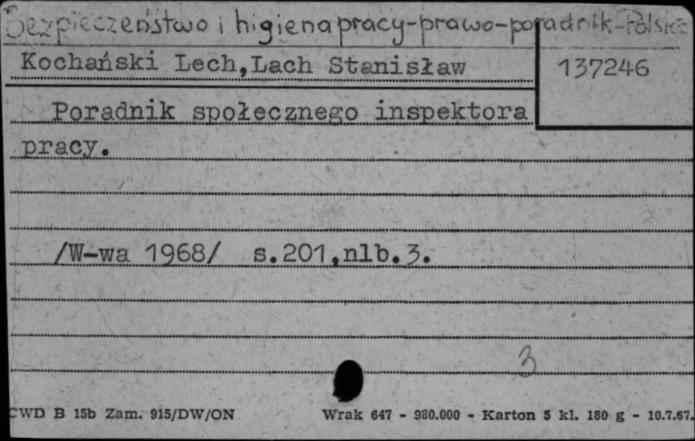 Bezpieczeństwo i higiena pracy-prawo-poradnik-Polska
Kochański Lech,Lach Stanisław
137246
Poradnik społecznego inspektora
pracy.
/W-wa 1968/ s.201,nlb.3.
3
CWD B 15b Zam. 915/DW/ON Wrak 647 - 980.000 - Karton 5 kl. 180 g - 10.7.67.